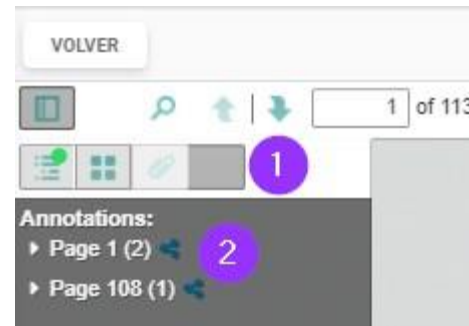 VOLVER
1 of 113
1
Annotations:
Page 1 (2)
2
Page 108 (1)